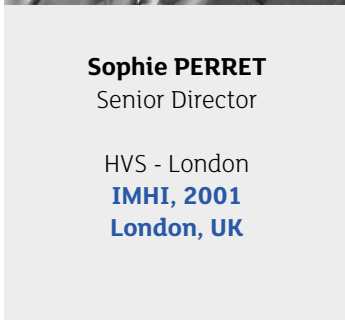 Sophie PERRET
Senior Director
HVS - London
IMHI, 2001
London, UK